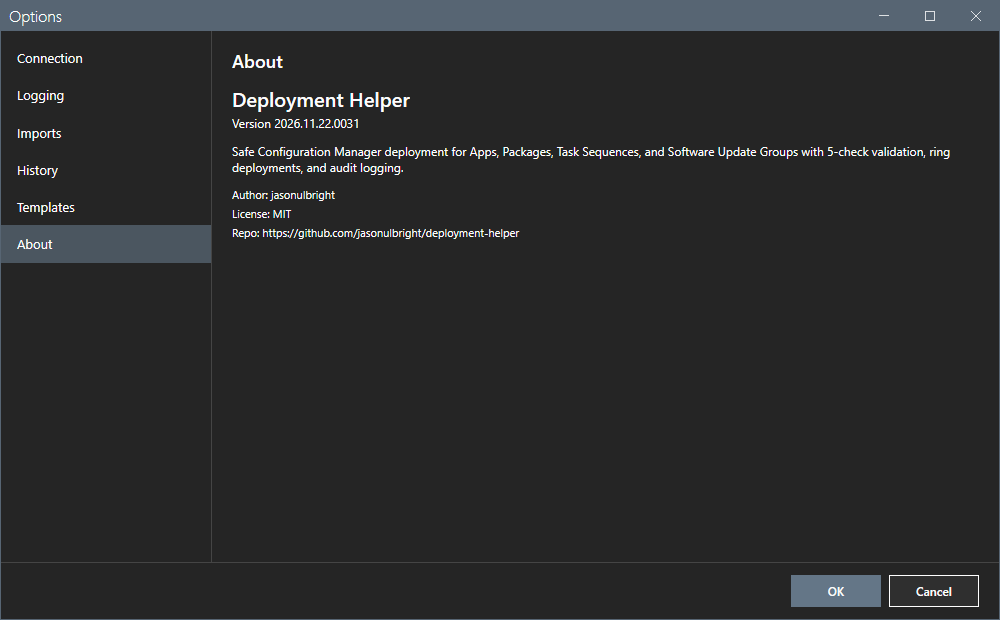 Options
Connection
Logging
Imports
History
Templates
About
About
Deployment Helper
Version 2026.11.22.0031
Safe Configuration Manager deployment for Apps, Packages, Task Sequences, and Software Update Groups with 5-check validation, ring
deployments, and audit logging.
Author: jasonulbright
License: MIT
Repo: https://github.com/jasonulbright/deployment-helper
OK
Cancel